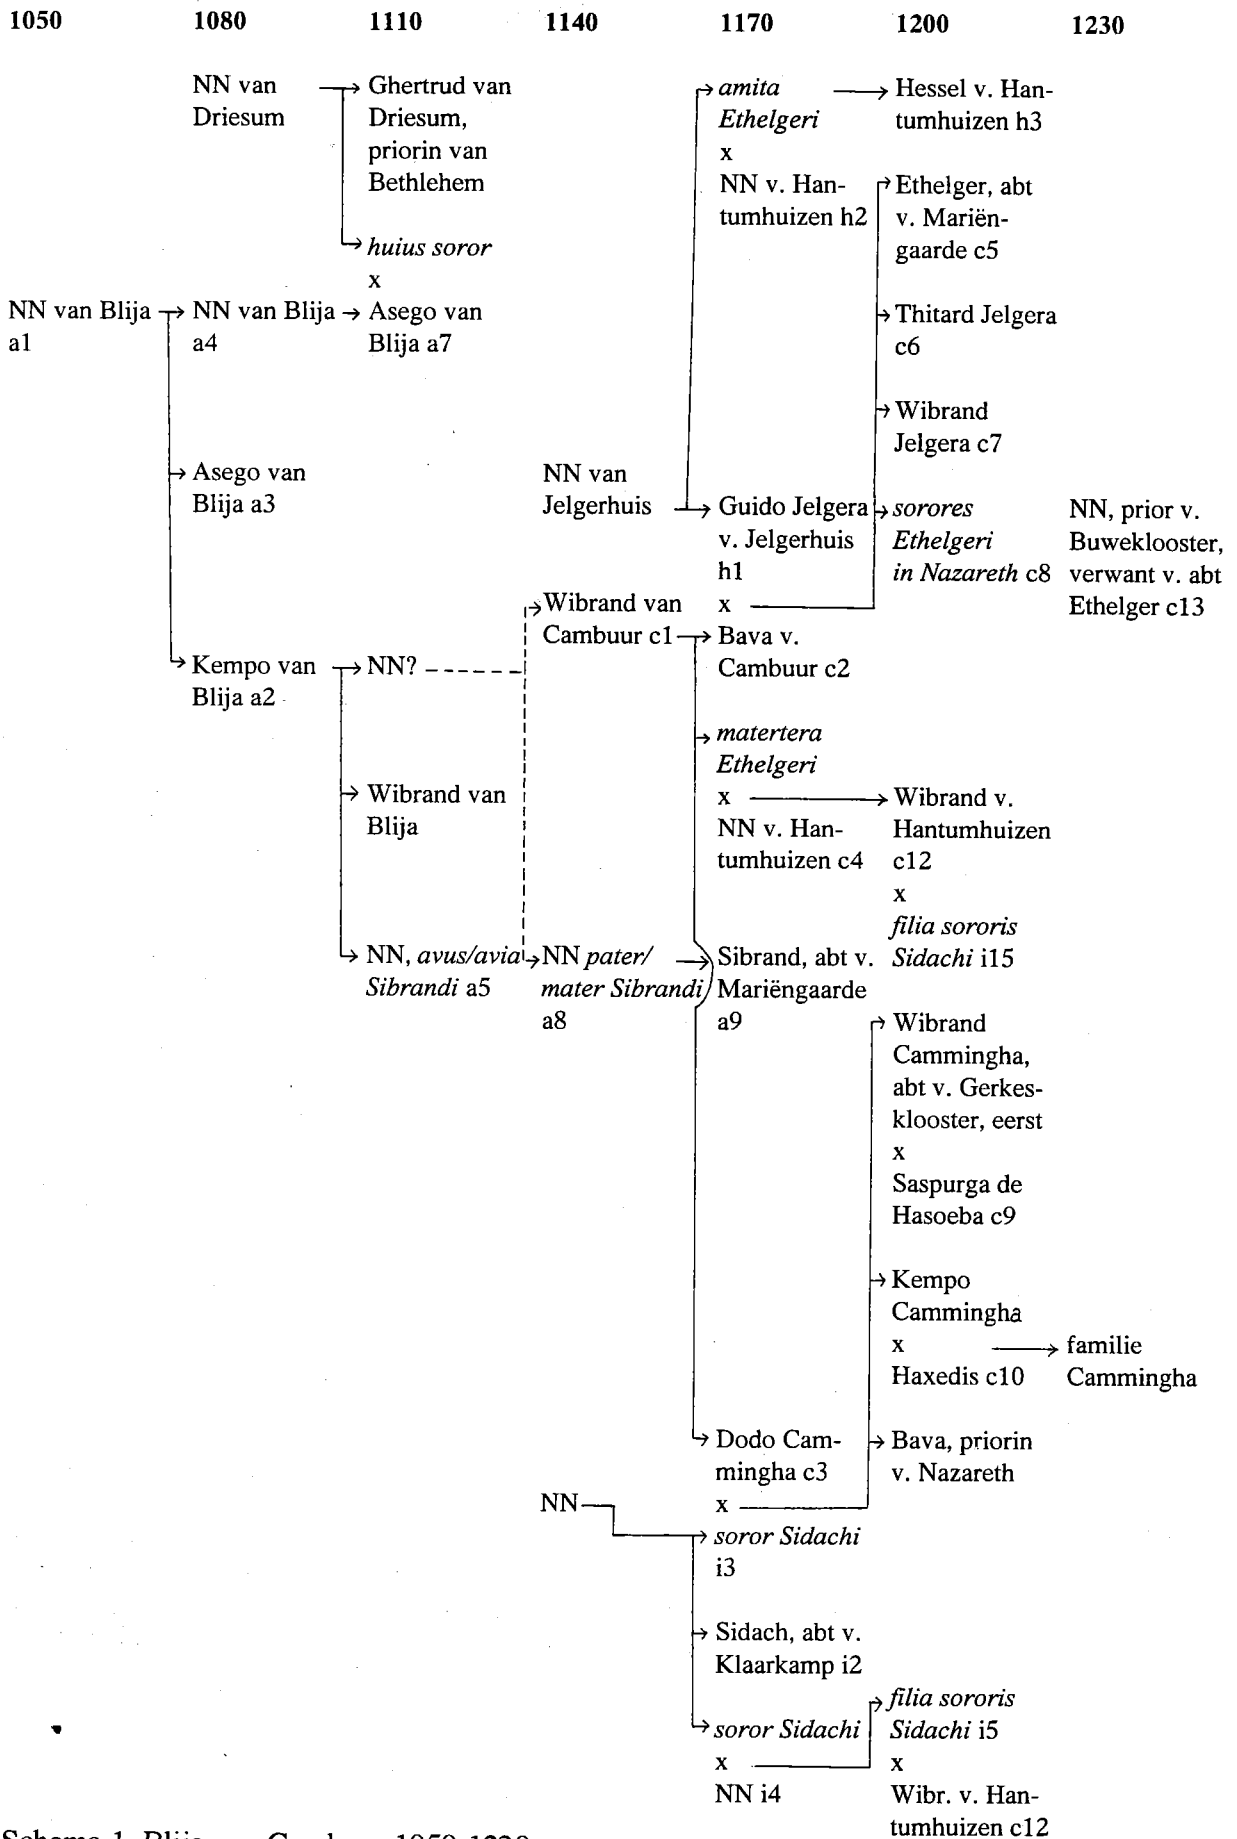 1050 1080 1110 1140 1170 1200 1230
NN van
Driesum
Ghertrud van
Driesum,
priorin van
Bethlehem
huius soror
x
NN van Blija
a1
NN van Blija
a4
Asego van
Blija a7
Asego van
Blija a3
Kempo van
Blija a2
NN?
Wibrand van
Blija
NN, avus/avia
Sibrandi a5
NN van
Jelgerhuis
Wibrand van
Cambuur c1
NN pater/
mater Sibrandi
a8
NN
amita
Ethelgeri
x
NN v. Han-
tumhuizen h2
Guido Jelgera
v. Jelgerhuis
h1
x
Bava v.
Cambuur c2
matertera
Ethelgeri
x
NN v. Han-
tumhuizen c4
Sibrand, abt v.
Mariëngaarde
a9
Dodo Cam-
mingha c3
x
soror Sidachi
i3
Sidach, abt v.
Klaarkamp i2
soror Sidachi
x
NN i4
Hessel v. Han-
tumhuizen h3
Ethelger, abt
v. Mariën-
gaarde c5
Thitard Jelgera
c6
Wibrand
Jelgera c7
sorores
Ethelgeri
in Nazareth c8
Wibrand v.
Hantumhuizen
c12
x
filia sororis
Sidachi i15
Wibrand
Cammingha,
abt v. Gerkes-
klooster, eerst
x
Saspurga de
Hasoeba c9
Kempo
Cammingha
x
Haxedis c10
Bava, priorin
v. Nazareth
filia sororis
Sidachi i5
x
Wibr. v. Han-
tumhuizen c12
NN, prior v.
Buweklooster,
verwant v. abt
Ethelger c13
familie
Cammingha